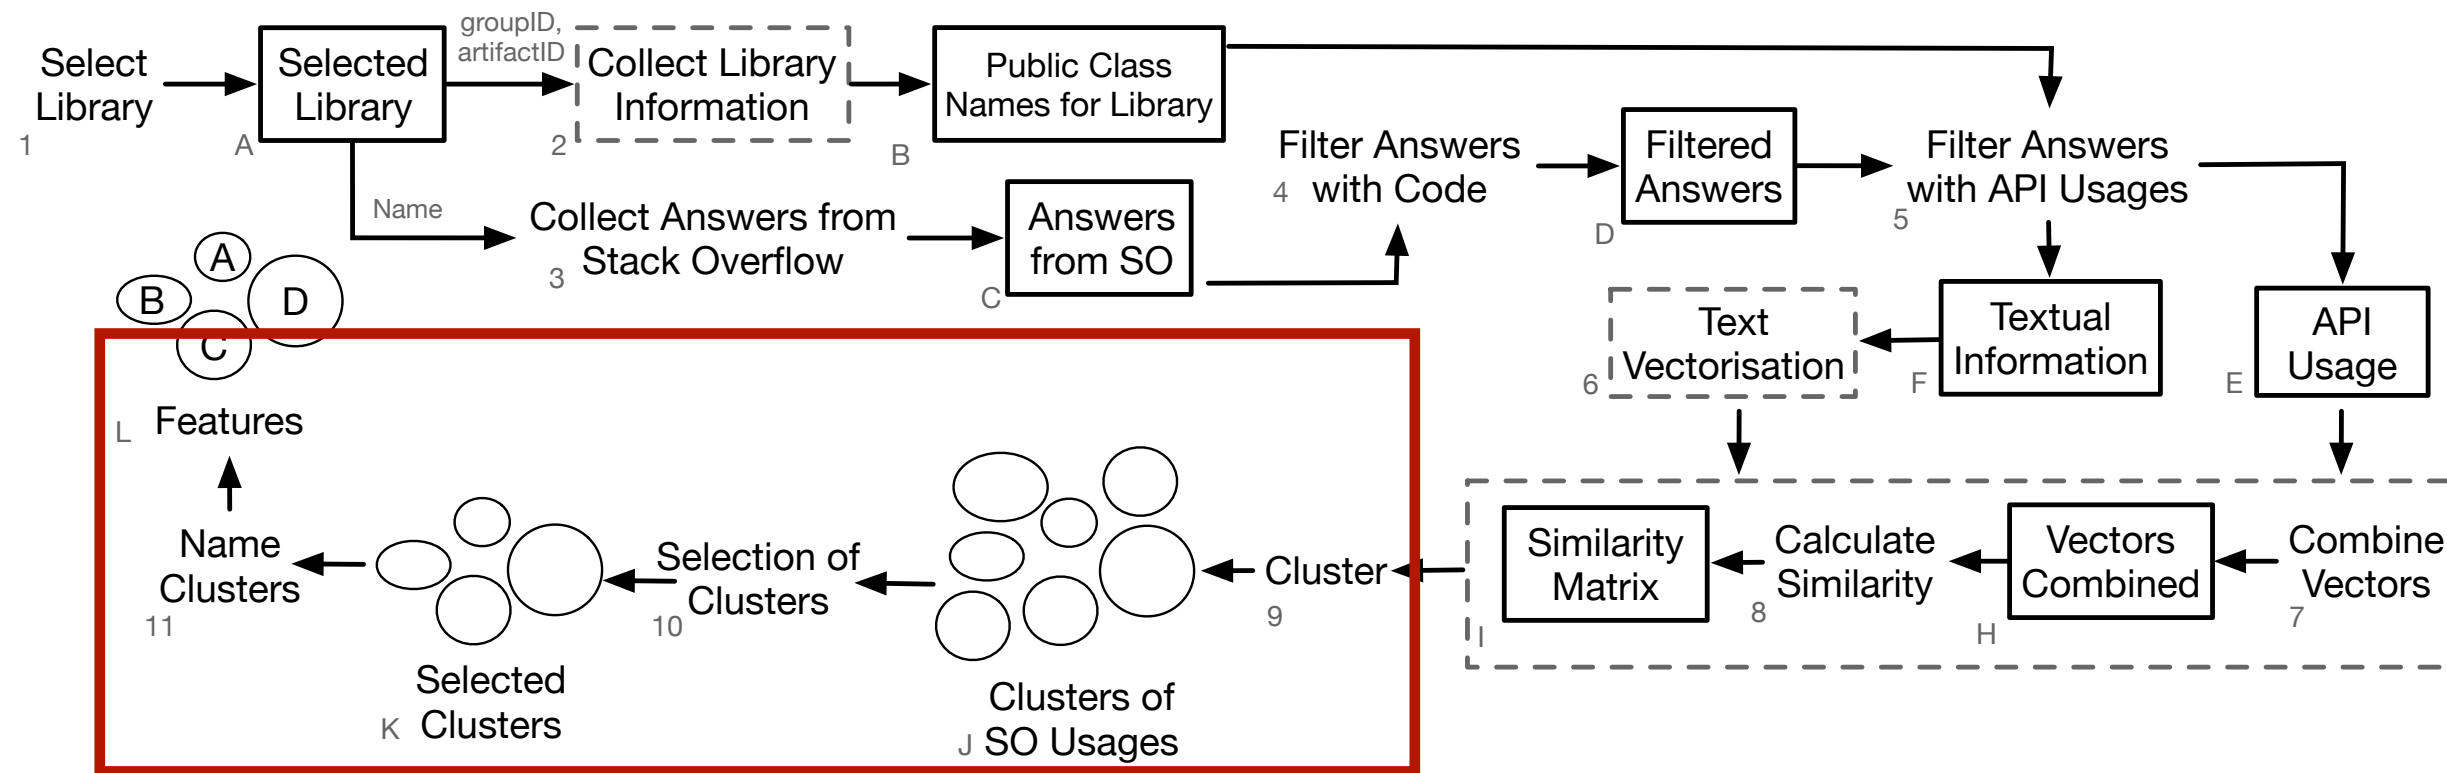 Select
Library
1
Selected
Library
A
groupID,
artifactID
Collect Library
Information
2
Public Class
Names for Library
B
Name
Collect Answers from
Stack Overflow
3
Answers
from SO
C
Filter Answers
with Code
4
Filtered
Answers
D
Filter Answers
with API Usages
5
API
Usage
E
Textual
Information
F
Text
Vectorisation
6
Combine
Vectors
7
Vectors
Combined
H
Calculate
Similarity
8
Similarity
Matrix
I
Cluster
9
Clusters of
SO Usages
J
Selection of
Clusters
10
Selected
Clusters
K
Name
Clusters
11
Features
L
A
B
C
D